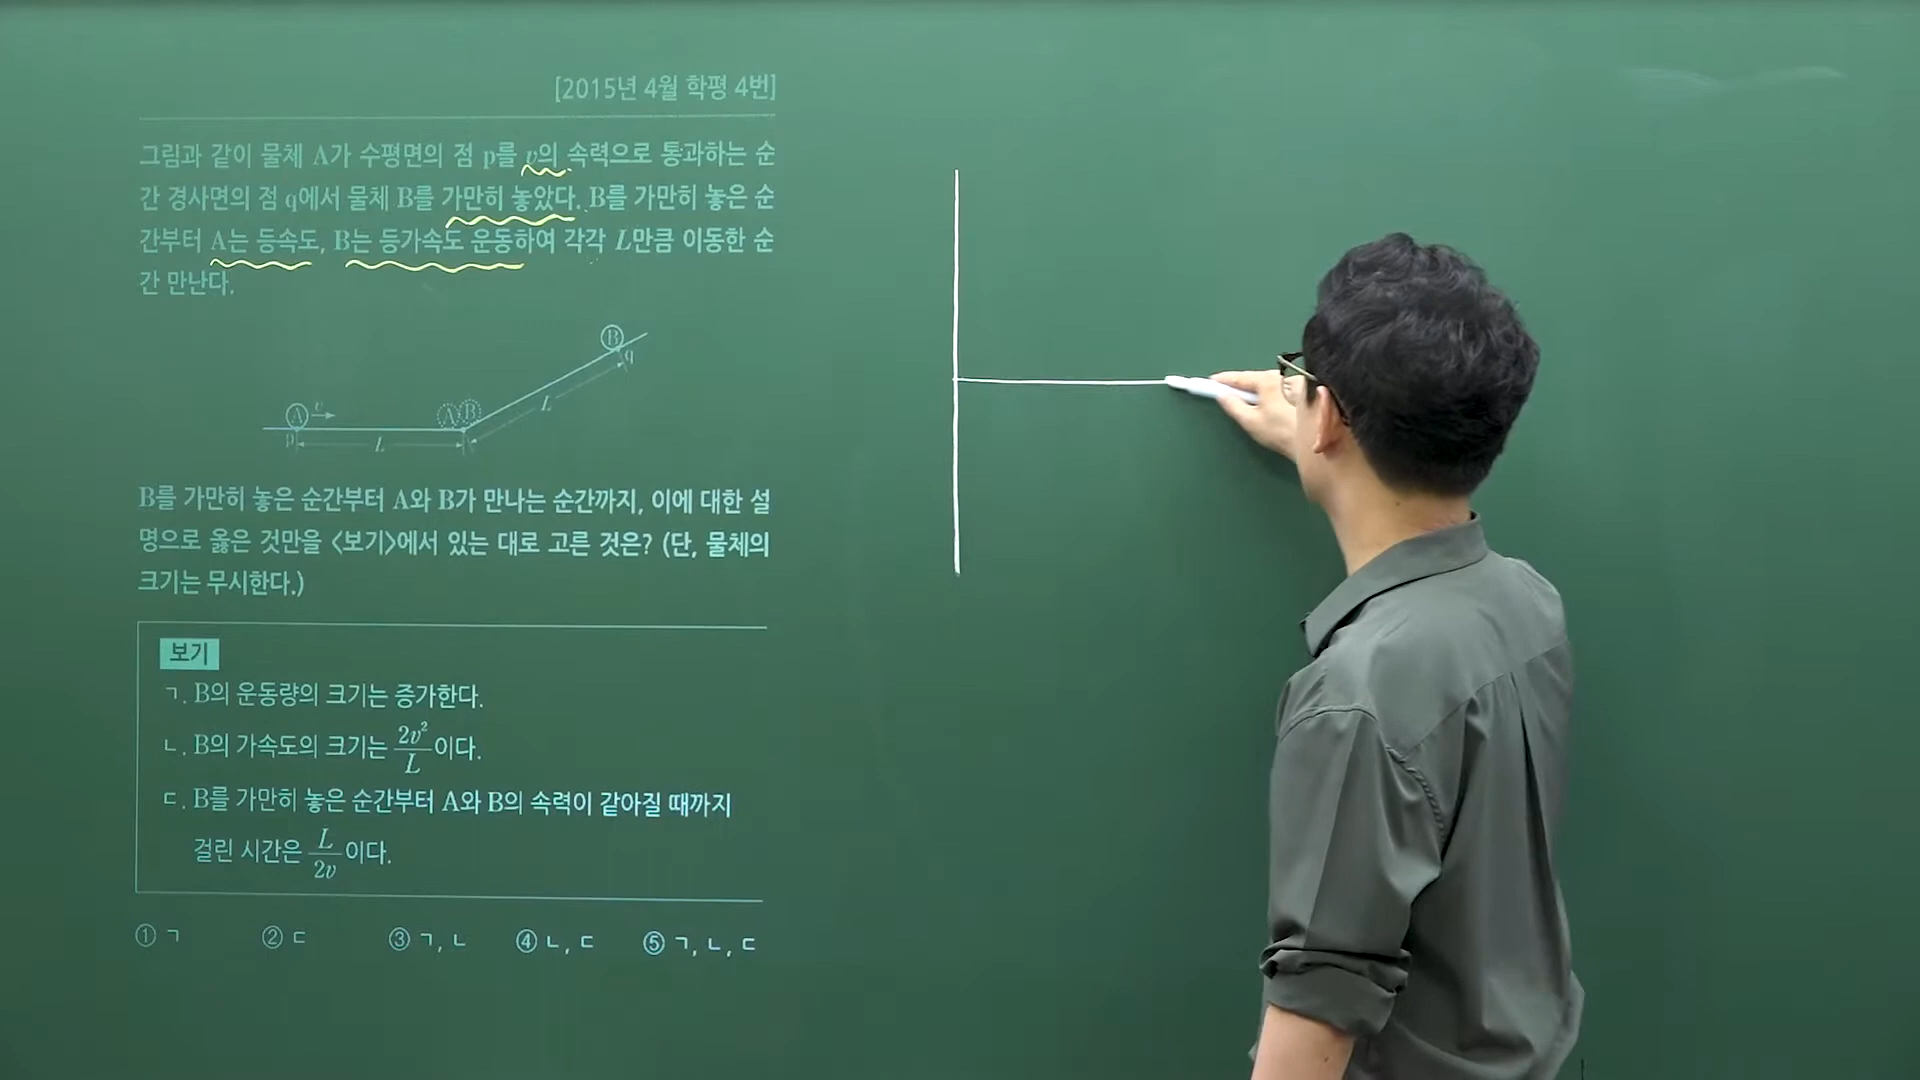 [2015년 4월 학평 4번]
그림과 같이 물체 A가 수평면의 점 p를 v의 속력으로 통과하는 순
간 경사면의 점 q에서 물체 B를 가만히 놓았다. B를 가만히 놓은 순
간부터 A는 등속도, B는 등가속도 운동하여 각각 L만큼 이동한 순
간 만난다.
B
q
L
A v A B
p L
B를 가만히 놓은 순간부터 A와 B가 만나는 순간까지, 이에 대한 설
명으로 옳은 것만을 <보기>에서 있는 대로 고른 것은? (단, 물체의
크기는 무시한다.)
보기
ㄱ. B의 운동량의 크기는 증가한다.
ㄴ. B의 가속도의 크기는 2v²/L이다.
ㄷ. B를 가만히 놓은 순간부터 A와 B의 속력이 같아질 때까지
걸린 시간은 L/2v이다.
① ㄱ ② ㄷ ③ ㄱ, ㄴ ④ ㄴ, ㄷ ⑤ ㄱ, ㄴ, ㄷ